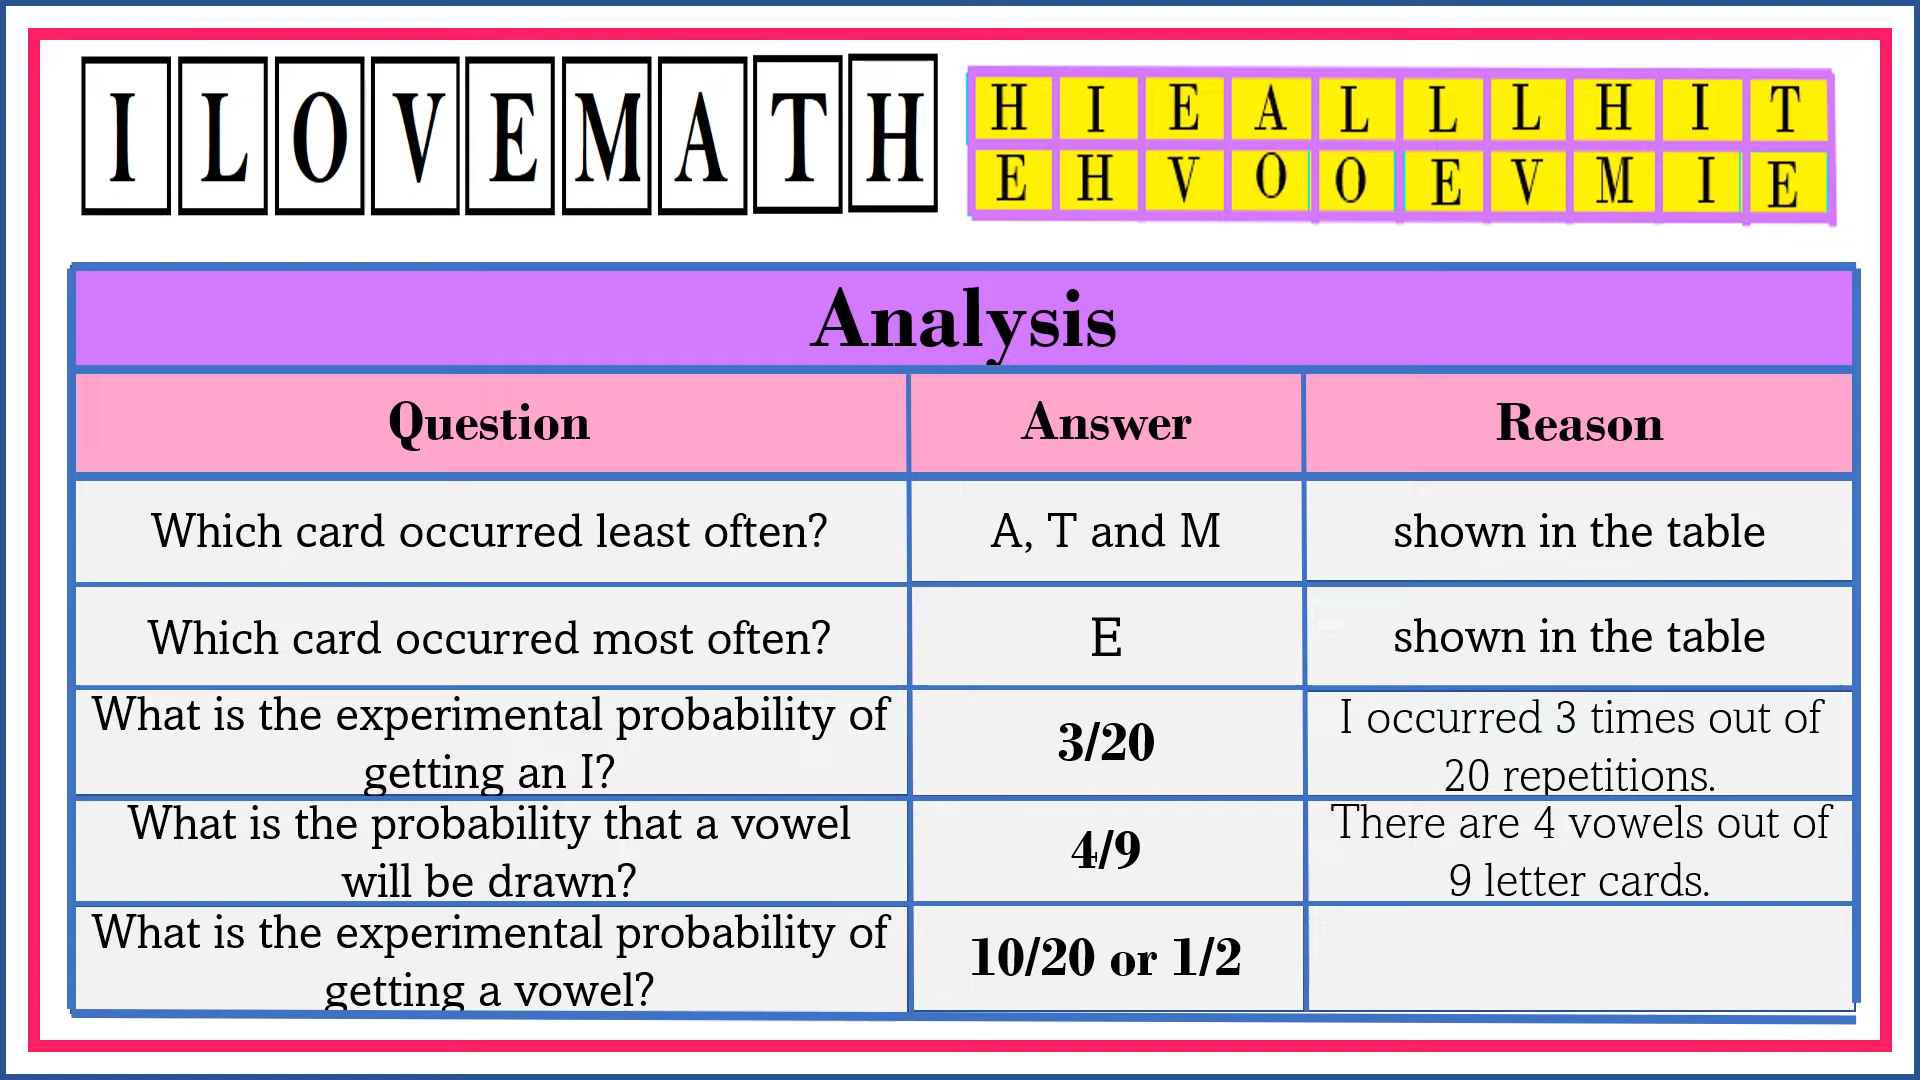 I L O V E M A T H
H I E A L L L H I T
E H V O O E V M I E
Analysis
Question Answer Reason
Which card occurred least often? A, T and M shown in the table
Which card occurred most often? E shown in the table
What is the experimental probability of
getting an I?
3/20
I occurred 3 times out of
20 repetitions.
What is the probability that a vowel
will be drawn?
4/9
There are 4 vowels out of
9 letter cards.
What is the experimental probability of
getting a vowel?
10/20 or 1/2